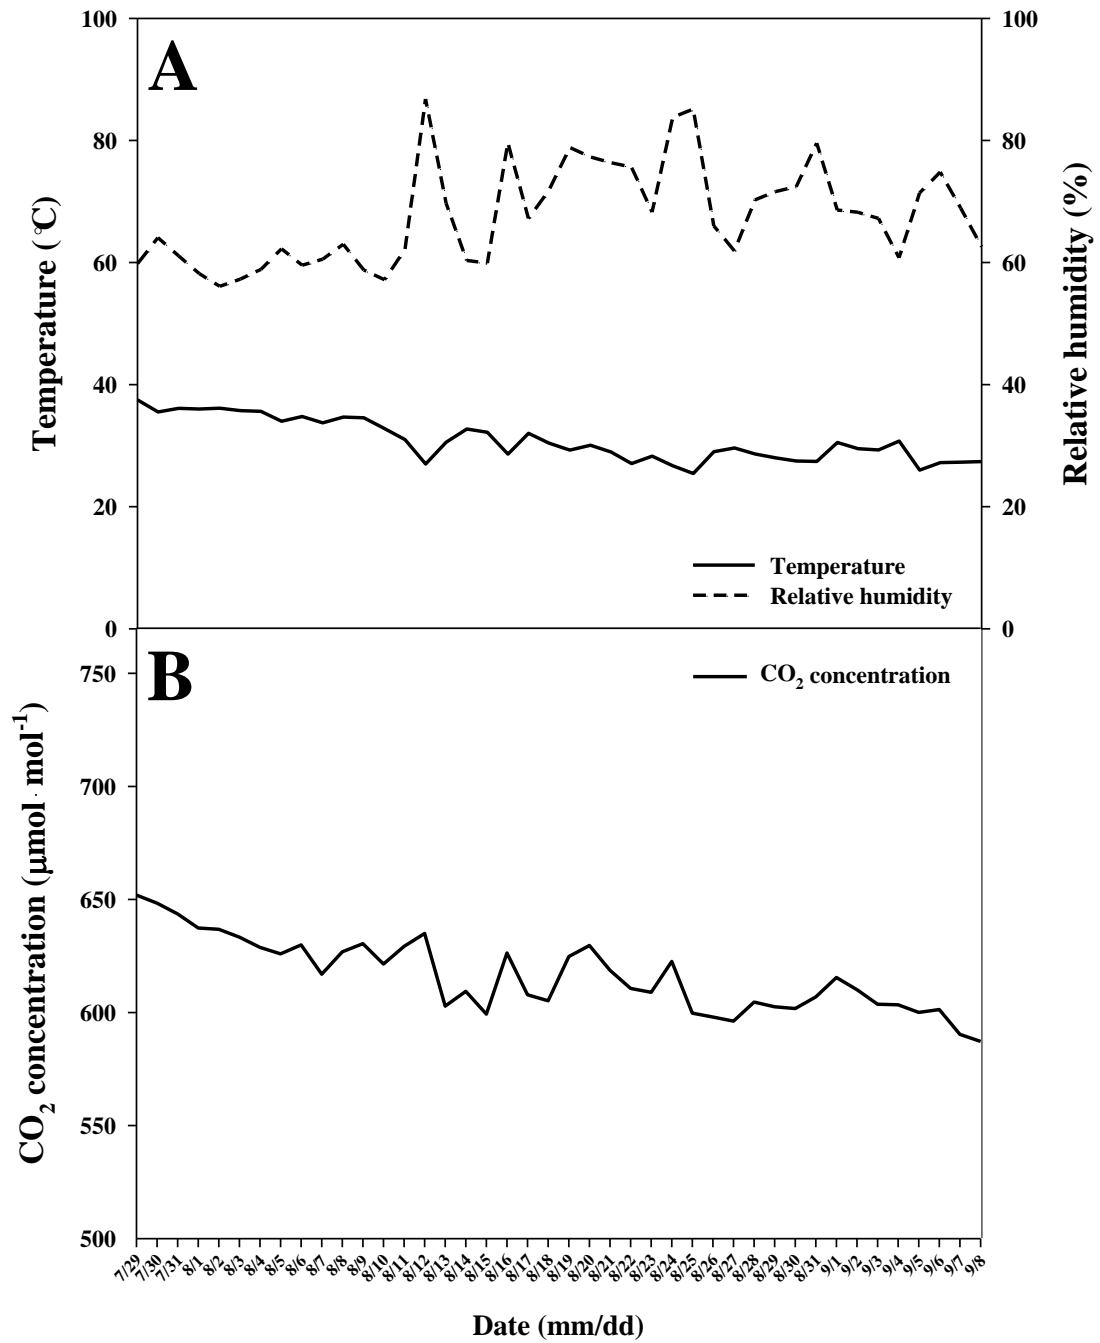 A
100
80
60
40
20
0
Temperature (℃)
100
80
60
40
20
0
Relative humidity (%)
Temperature
Relative humidity
B
CO₂ concentration
750
700
650
600
550
500
CO₂ concentration (μmol·mol⁻¹)
7/29 7/30 7/31 8/1 8/2 8/3 8/4 8/5 8/6 8/7 8/8 8/9 8/10 8/11 8/12 8/13 8/14 8/15 8/16 8/17 8/18 8/19 8/20 8/21 8/22 8/23 8/24 8/25 8/26 8/27 8/28 8/29 8/30 8/31 9/1 9/2 9/3 9/4 9/5 9/6 9/7 9/8
Date (mm/dd)